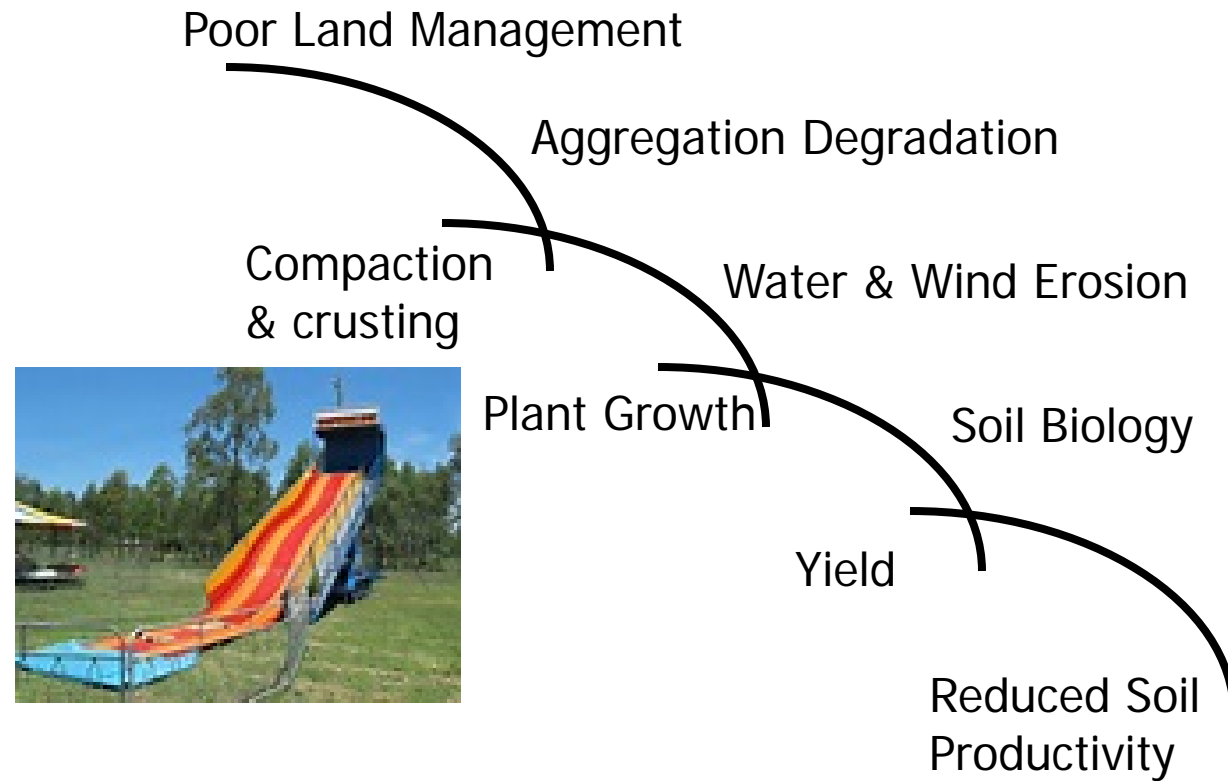 Poor Land Management
Aggregation Degradation
Compaction
& crusting
Water & Wind Erosion
Plant Growth
Soil Biology
Yield
Reduced Soil
Productivity